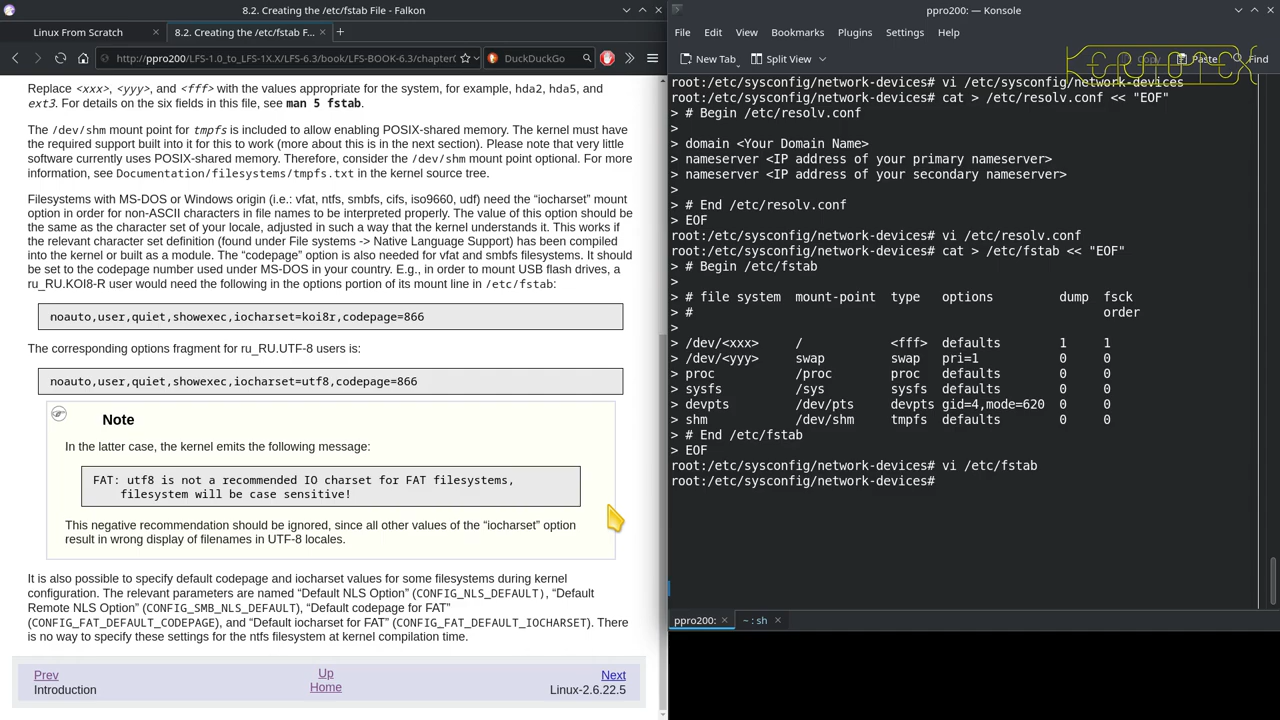 8.2. Creating the /etc/fstab File - Falkon
Linux From Scratch
8.2. Creating the /etc/fstab F...
http://ppro200/LFS-1.0_to_LFS-1X.X/LFS-6.3/book/LFS-BOOK-6.3/chapter0
DuckDuckGo
Replace <xxx>, <yyy>, and <fff> with the values appropriate for the system, for example, hda2, hda5, and
ext3. For details on the six fields in this file, see man 5 fstab.
The /dev/shm mount point for tmpfs is included to allow enabling POSIX-shared memory. The kernel must have
the required support built into it for this to work (more about this is in the next section). Please note that very little
software currently uses POSIX-shared memory. Therefore, consider the /dev/shm mount point optional. For more
information, see Documentation/filesystems/tmpfs.txt in the kernel source tree.
Filesystems with MS-DOS or Windows origin (i.e.: vfat, ntfs, smbfs, cifs, iso9660, udf) need the “iocharset” mount
option in order for non-ASCII characters in file names to be interpreted properly. The value of this option should be
the same as the character set of your locale, adjusted in such a way that the kernel understands it. This works if
the relevant character set definition (found under File systems -> Native Language Support) has been compiled
into the kernel or built as a module. The “codepage” option is also needed for vfat and smbfs filesystems. It should
be set to the codepage number used under MS-DOS in your country. E.g., in order to mount USB flash drives, a
ru_RU.KOI8-R user would need the following in the options portion of its mount line in /etc/fstab:
noauto,user,quiet,showexec,iocharset=koi8r,codepage=866
The corresponding options fragment for ru_RU.UTF-8 users is:
noauto,user,quiet,showexec,iocharset=utf8,codepage=866
Note
In the latter case, the kernel emits the following message:
FAT: utf8 is not a recommended IO charset for FAT filesystems,
filesystem will be case sensitive!
This negative recommendation should be ignored, since all other values of the “iocharset” option
result in wrong display of filenames in UTF-8 locales.
It is also possible to specify default codepage and iocharset values for some filesystems during kernel
configuration. The relevant parameters are named “Default NLS Option” (CONFIG_NLS_DEFAULT), “Default
Remote NLS Option” (CONFIG_SMB_NLS_DEFAULT), “Default codepage for FAT”
(CONFIG_FAT_DEFAULT_CODEPAGE), and “Default iocharset for FAT” (CONFIG_FAT_DEFAULT_IOCHARSET). There
is no way to specify these settings for the ntfs filesystem at kernel compilation time.
Prev Up Next
Introduction Home Linux-2.6.22.5
ppro200: — Konsole
File Edit View Bookmarks Plugins Settings Help
New Tab Split View Copy Paste Find
root:/etc/sysconfig/network-devices# vi /etc/sysconfig/network-devices
root:/etc/sysconfig/network-devices# cat > /etc/resolv.conf << "EOF"
> # Begin /etc/resolv.conf
>
> domain <Your Domain Name>
> nameserver <IP address of your primary nameserver>
> nameserver <IP address of your secondary nameserver>
>
> # End /etc/resolv.conf
> EOF
root:/etc/sysconfig/network-devices# vi /etc/resolv.conf
root:/etc/sysconfig/network-devices# cat > /etc/fstab << "EOF"
> # Begin /etc/fstab
>
> # file system mount-point type options dump fsck
> # order
>
> /dev/<xxx> / <fff> defaults 1 1
> /dev/<yyy> swap swap pri=1 0 0
> proc /proc proc defaults 0 0
> sysfs /sys sysfs defaults 0 0
> devpts /dev/pts devpts gid=4,mode=620 0 0
> shm /dev/shm tmpfs defaults 0 0
> # End /etc/fstab
> EOF
root:/etc/sysconfig/network-devices# vi /etc/fstab
root:/etc/sysconfig/network-devices#
ppro200: ~ : sh